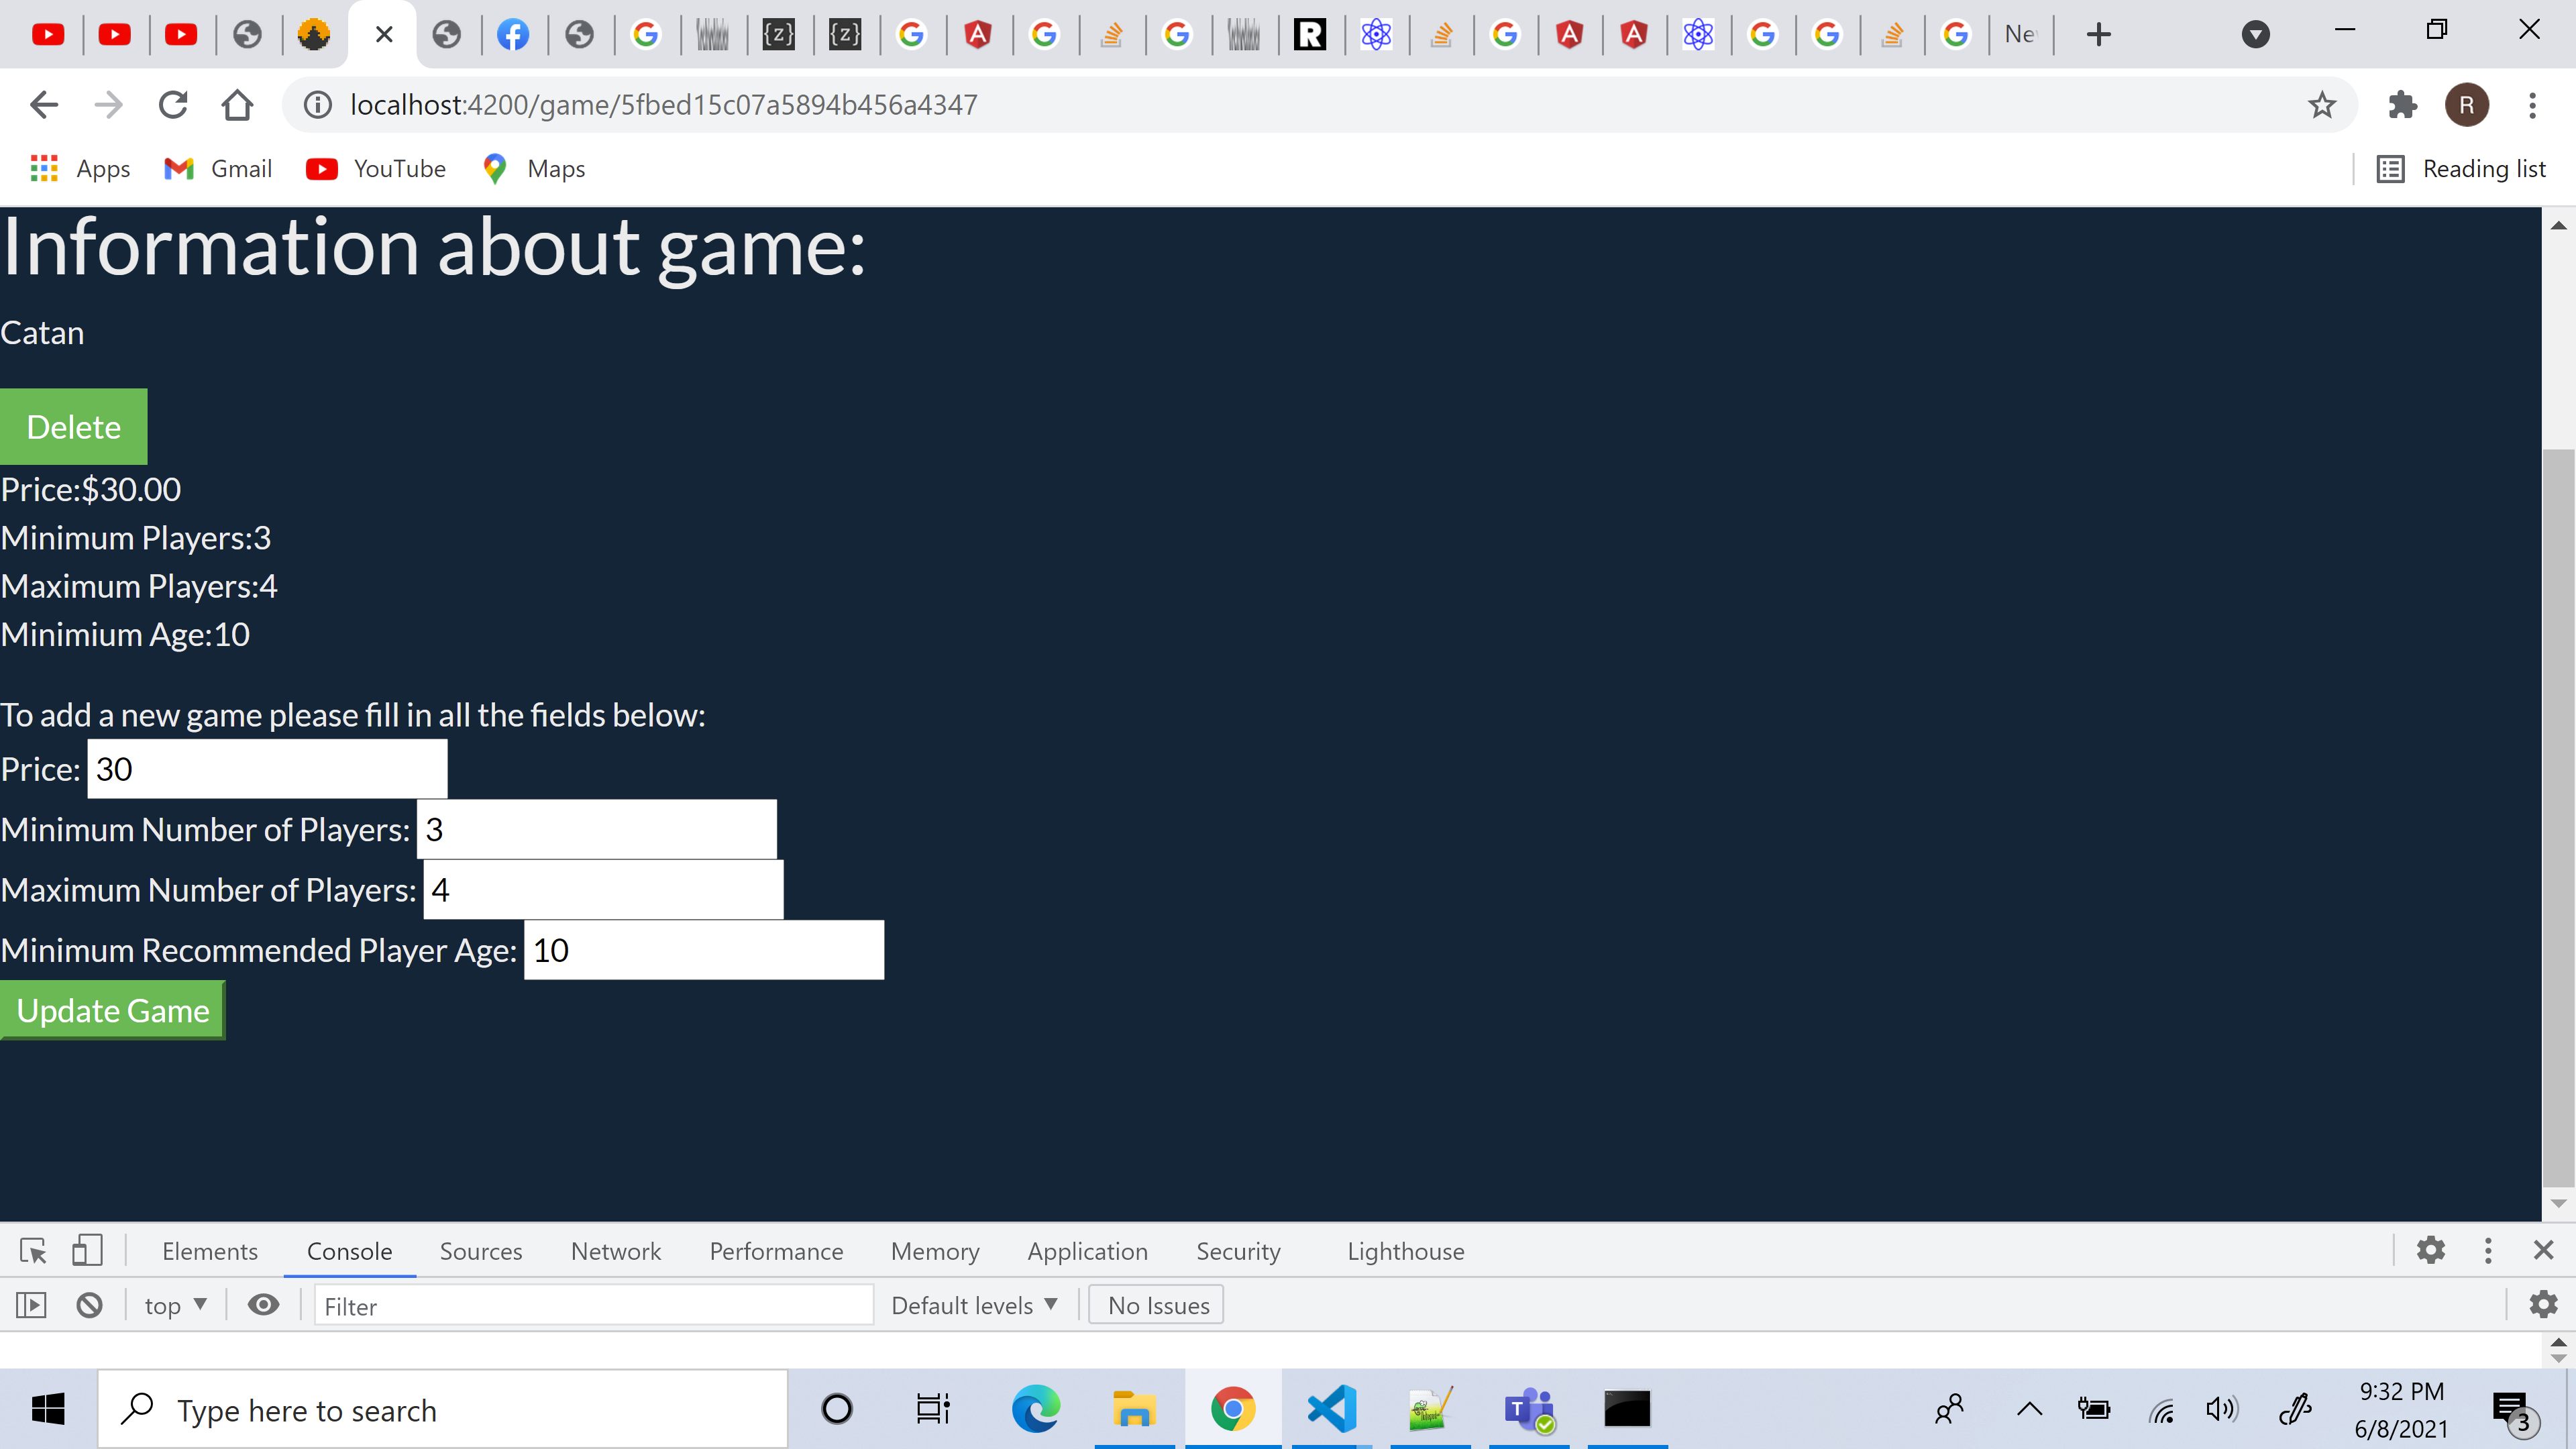 Ne
localhost:4200/game/5fbed15c07a5894b456a4347
R
Apps Gmail YouTube Maps Reading list
Information about game:
Catan
Delete
Price:$30.00
Minimum Players:3
Maximum Players:4
Minimium Age:10
To add a new game please fill in all the fields below:
Price: 30
Minimum Number of Players: 3
Maximum Number of Players: 4
Minimum Recommended Player Age: 10
Update Game
Elements Console Sources Network Performance Memory Application Security Lighthouse
top Filter Default levels No Issues
Type here to search
9:32 PM
6/8/2021
3